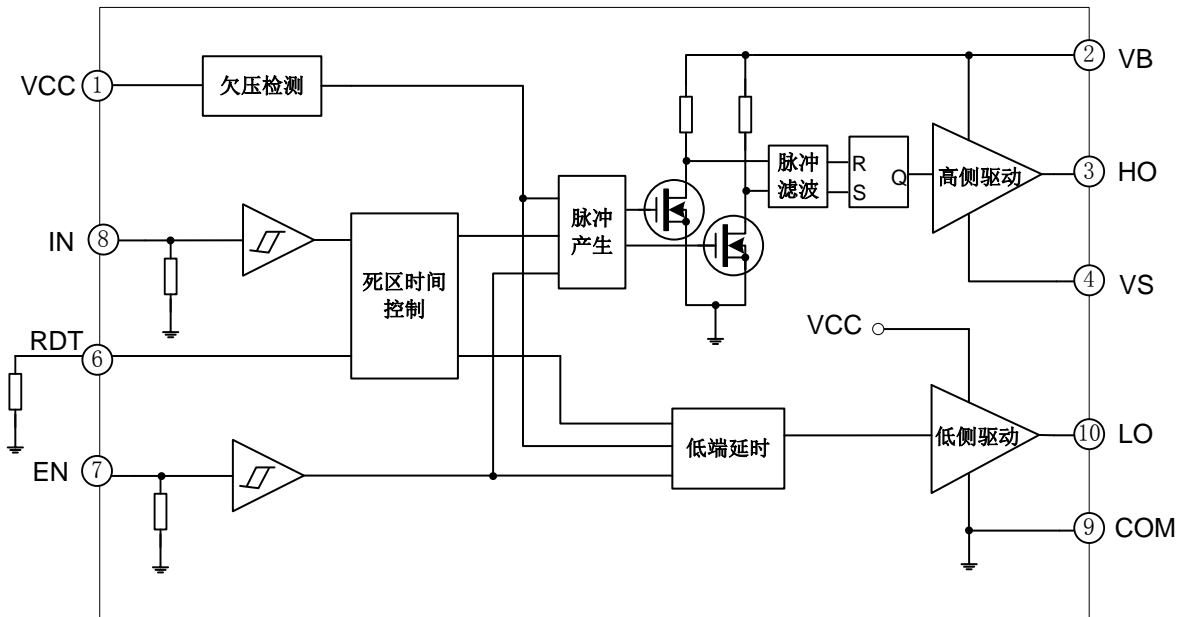 VCC
1
欠压检测
2
VB
脉冲
滤波
R
S
Q
高侧驱动
3
HO
IN
8
死区时间
控制
脉冲
产生
4
VS
RDT
6
VCC
EN
7
低端延时
低侧驱动
10
LO
9
COM